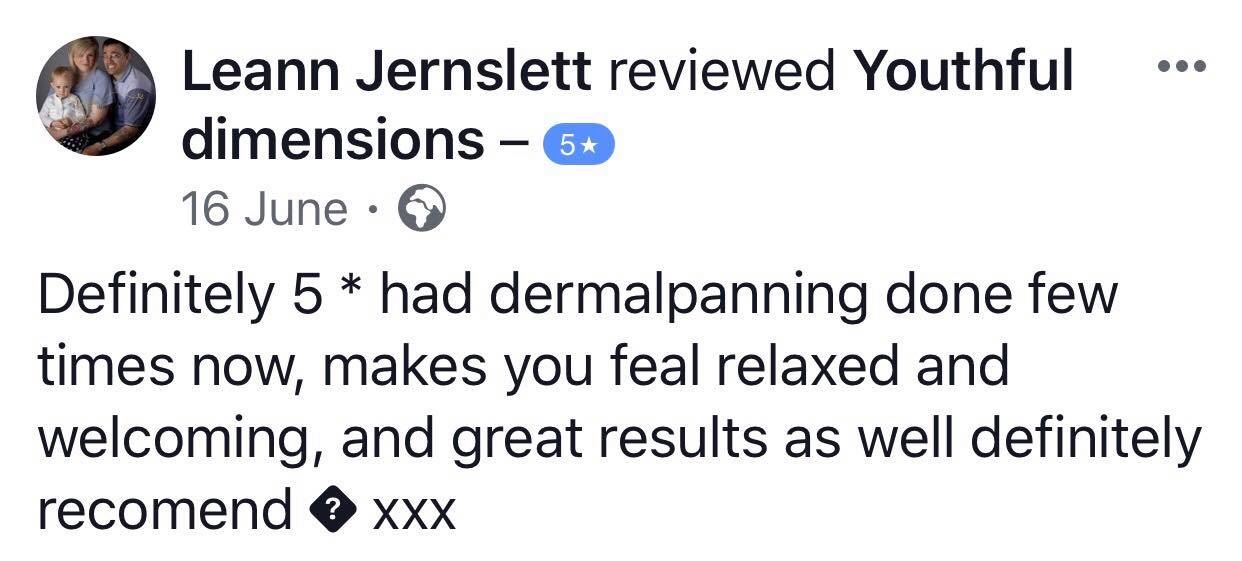 Leann Jernslett reviewed Youthful
dimensions – 5★
16 June ·
Definitely 5 * had dermalpanning done few
times now, makes you feal relaxed and
welcoming, and great results as well definitely
recomend � xxx